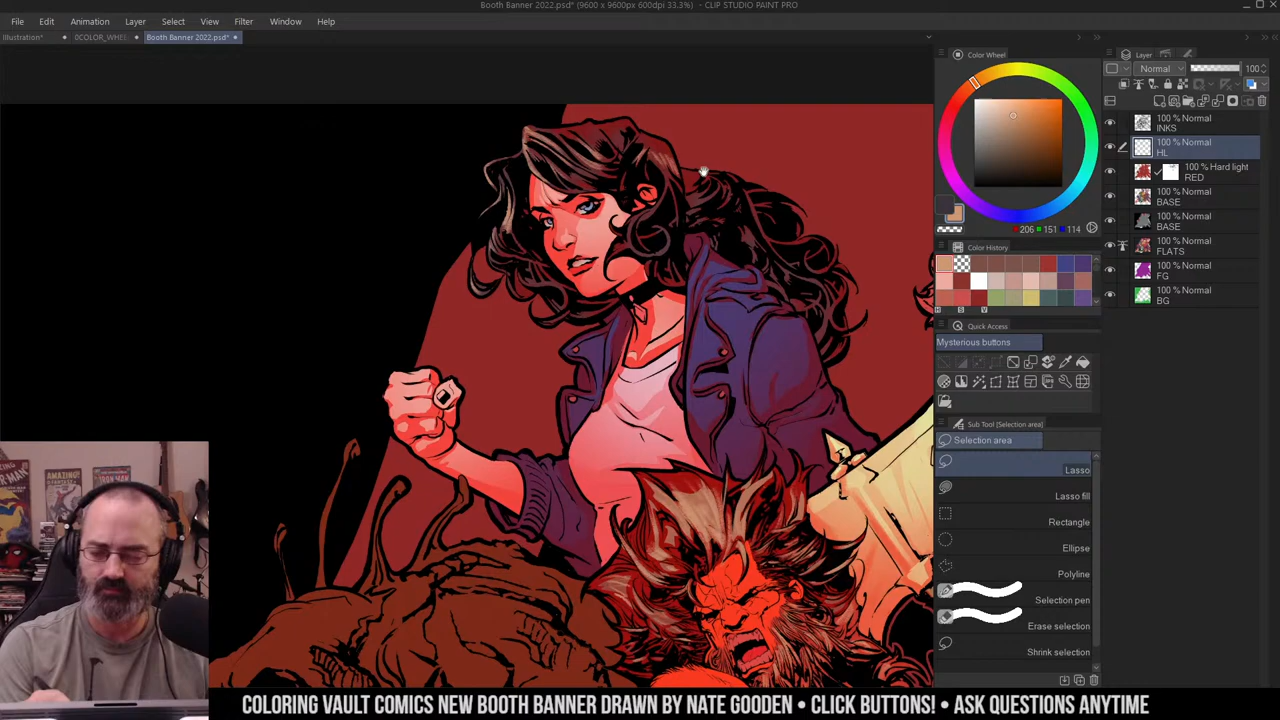 Booth Banner 2022.psd* (9600 x 9600px 600dpi 33.3%) - CLIP STUDIO PAINT PRO
File Edit Animation Layer Select View Filter Window Help
Illustration* 0COLOR_WHEE Booth Banner 2022.psd*
Color Wheel
206 151 114
Color History
H S V
Quick Access
Mysterious buttons
Sub Tool [Selection area]
Selection area
Lasso
Lasso fill
Rectangle
Ellipse
Polyline
Selection pen
Erase selection
Shrink selection
Layer
Normal 100
100 % Normal
INKS
100 % Normal
HL
100 % Hard light
RED
100 % Normal
BASE
100 % Normal
BASE
100 % Normal
FLATS
100 % Normal
FG
100 % Normal
BG
AMAZING
COLORING VAULT COMICS NEW BOOTH BANNER DRAWN BY NATE GOODEN • CLICK BUTTONS! • ASK QUESTIONS ANYTIME